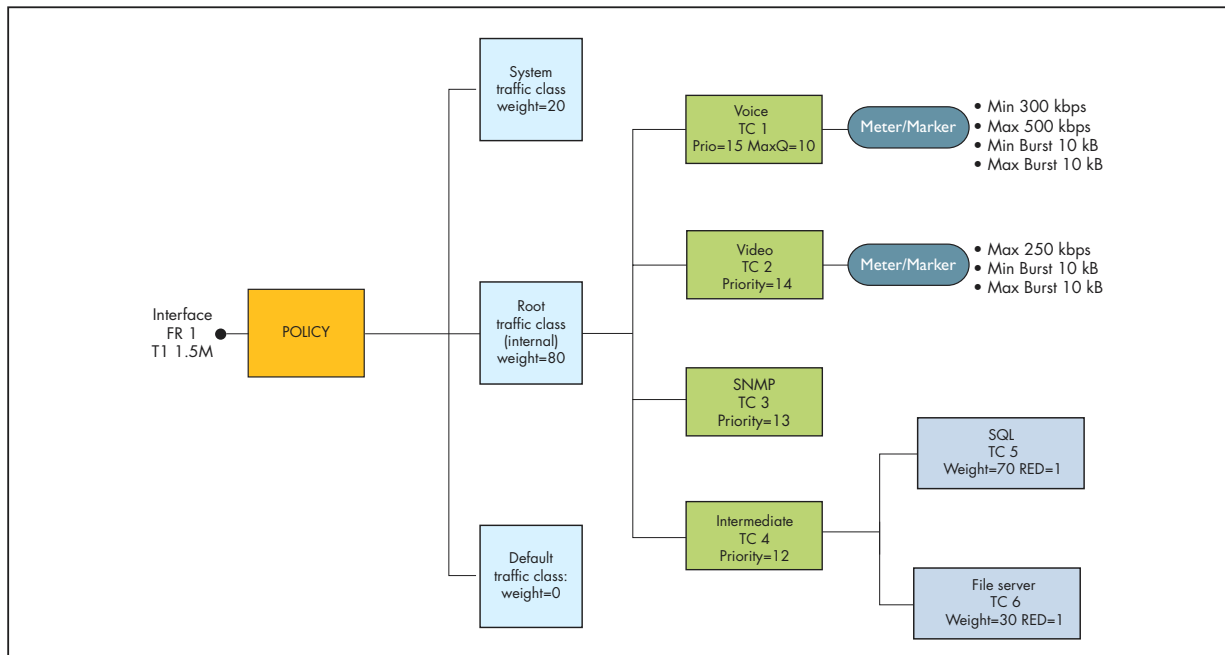 Interface
FR 1
T1 1.5M
POLICY
System
traffic class
weight=20
Root
traffic class
(internal)
weight=80
Default
traffic class:
weight=0
Voice
TC 1
Prio=15 MaxQ=10
Meter/Marker
• Min 300 kbps
• Max 500 kbps
• Min Burst 10 kB
• Max Burst 10 kB
Video
TC 2
Priority=14
Meter/Marker
• Max 250 kbps
• Min Burst 10 kB
• Max Burst 10 kB
SNMP
TC 3
Priority=13
Intermediate
TC 4
Priority=12
SQL
TC 5
Weight=70 RED=1
File server
TC 6
Weight=30 RED=1